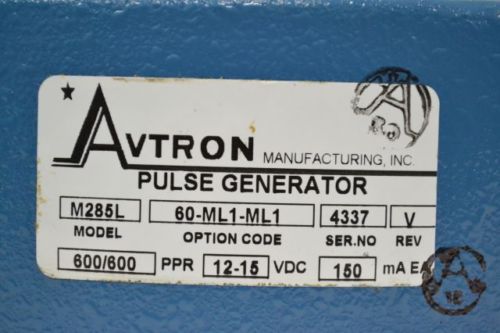 AVTRON MANUFACTURING, INC.
PULSE GENERATOR
M285L 60-ML1-ML1 4337 V
MODEL OPTION CODE SER.NO REV
600/600 PPR 12-15 VDC 150 mA EA
A
A